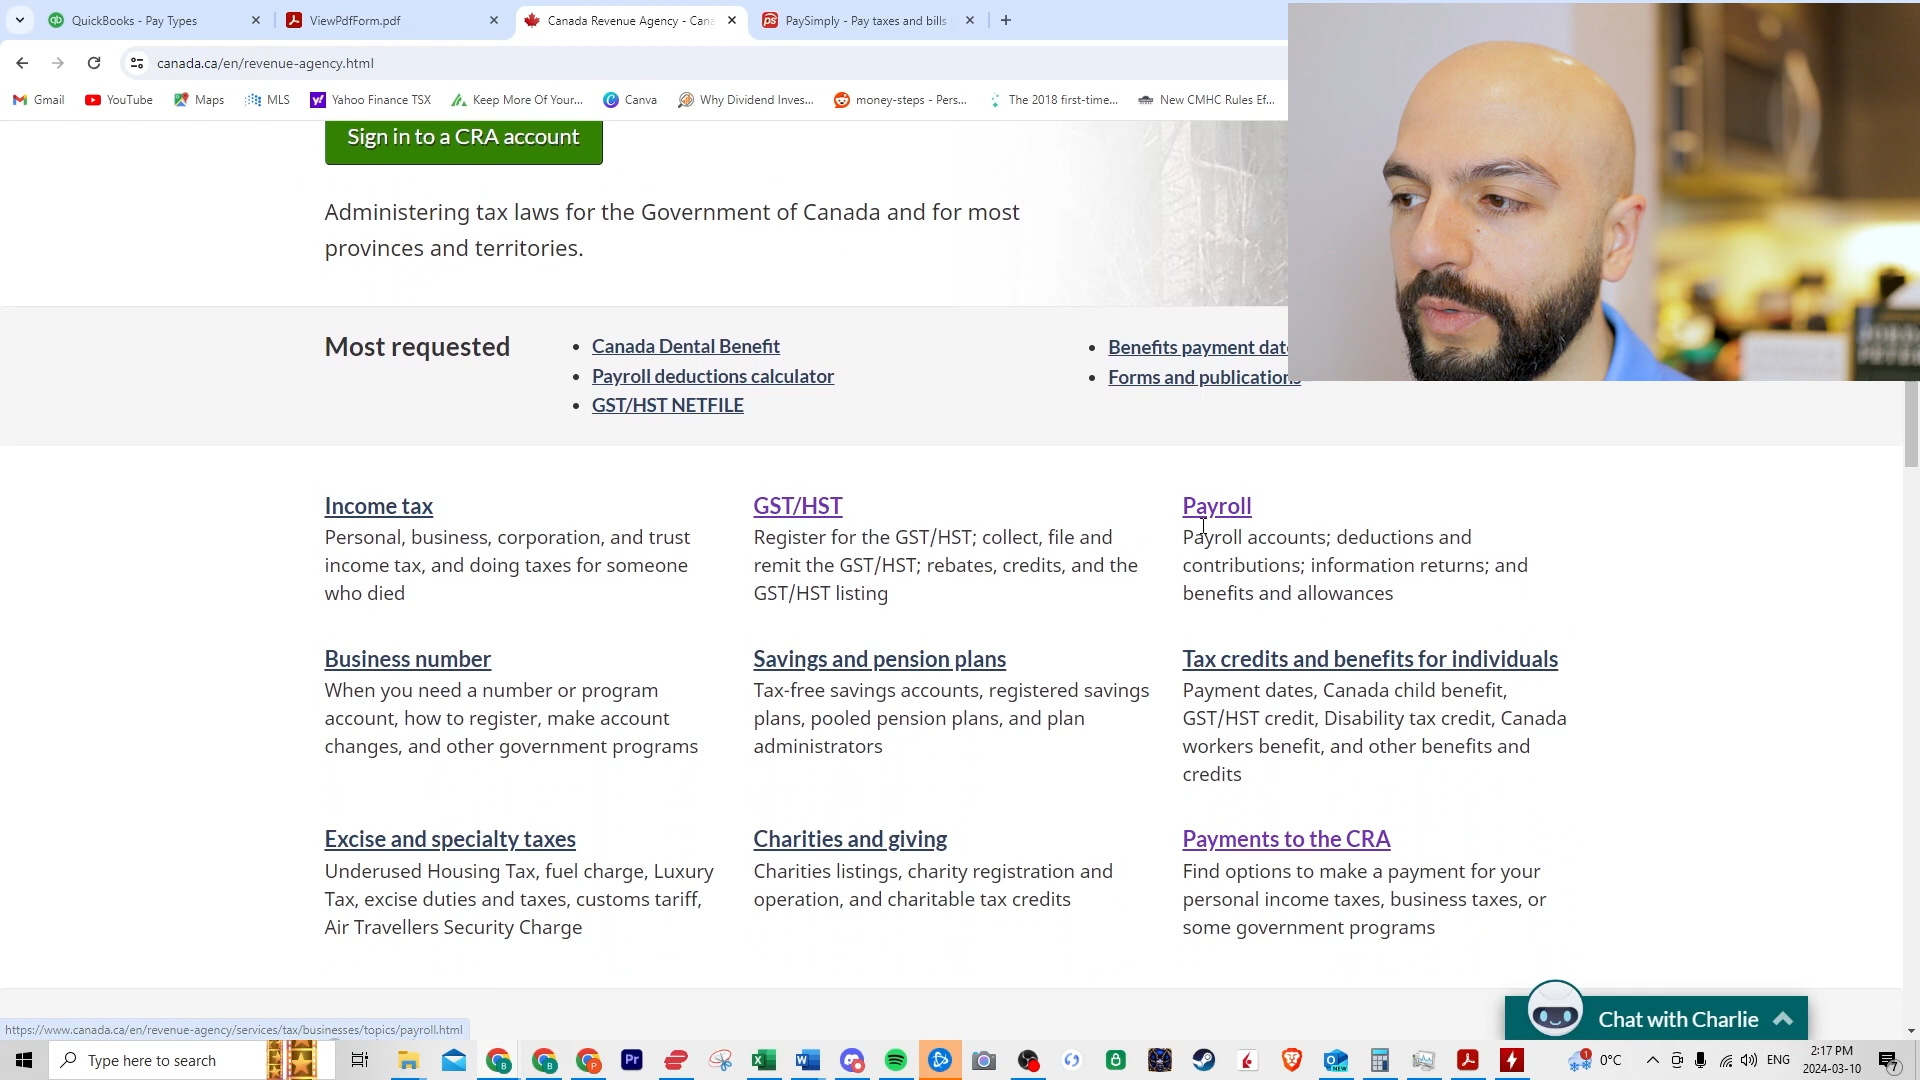 QuickBooks - Pay Types
ViewPdfForm.pdf
Canada Revenue Agency - Cana
PaySimply - Pay taxes and bills
canada.ca/en/revenue-agency.html
Gmail
YouTube
Maps
MLS
Yahoo Finance TSX
Keep More Of Your...
Canva
Why Dividend Inves...
money-steps - Pers...
The 2018 first-time...
New CMHC Rules Ef...
Sign in to a CRA account
Administering tax laws for the Government of Canada and for most
provinces and territories.
Most requested
Canada Dental Benefit
Payroll deductions calculator
GST/HST NETFILE
Benefits payment date
Forms and publications
Income tax
Personal, business, corporation, and trust
income tax, and doing taxes for someone
who died
GST/HST
Register for the GST/HST; collect, file and
remit the GST/HST; rebates, credits, and the
GST/HST listing
Payroll
Payroll accounts; deductions and
contributions; information returns; and
benefits and allowances
Business number
When you need a number or program
account, how to register, make account
changes, and other government programs
Savings and pension plans
Tax-free savings accounts, registered savings
plans, pooled pension plans, and plan
administrators
Tax credits and benefits for individuals
Payment dates, Canada child benefit,
GST/HST credit, Disability tax credit, Canada
workers benefit, and other benefits and
credits
Excise and specialty taxes
Underused Housing Tax, fuel charge, Luxury
Tax, excise duties and taxes, customs tariff,
Air Travellers Security Charge
Charities and giving
Charities listings, charity registration and
operation, and charitable tax credits
Payments to the CRA
Find options to make a payment for your
personal income taxes, business taxes, or
some government programs
Chat with Charlie
https://www.canada.ca/en/revenue-agency/services/tax/businesses/topics/payroll.html
Type here to search
0°C
ENG
2:17 PM
2024-03-10